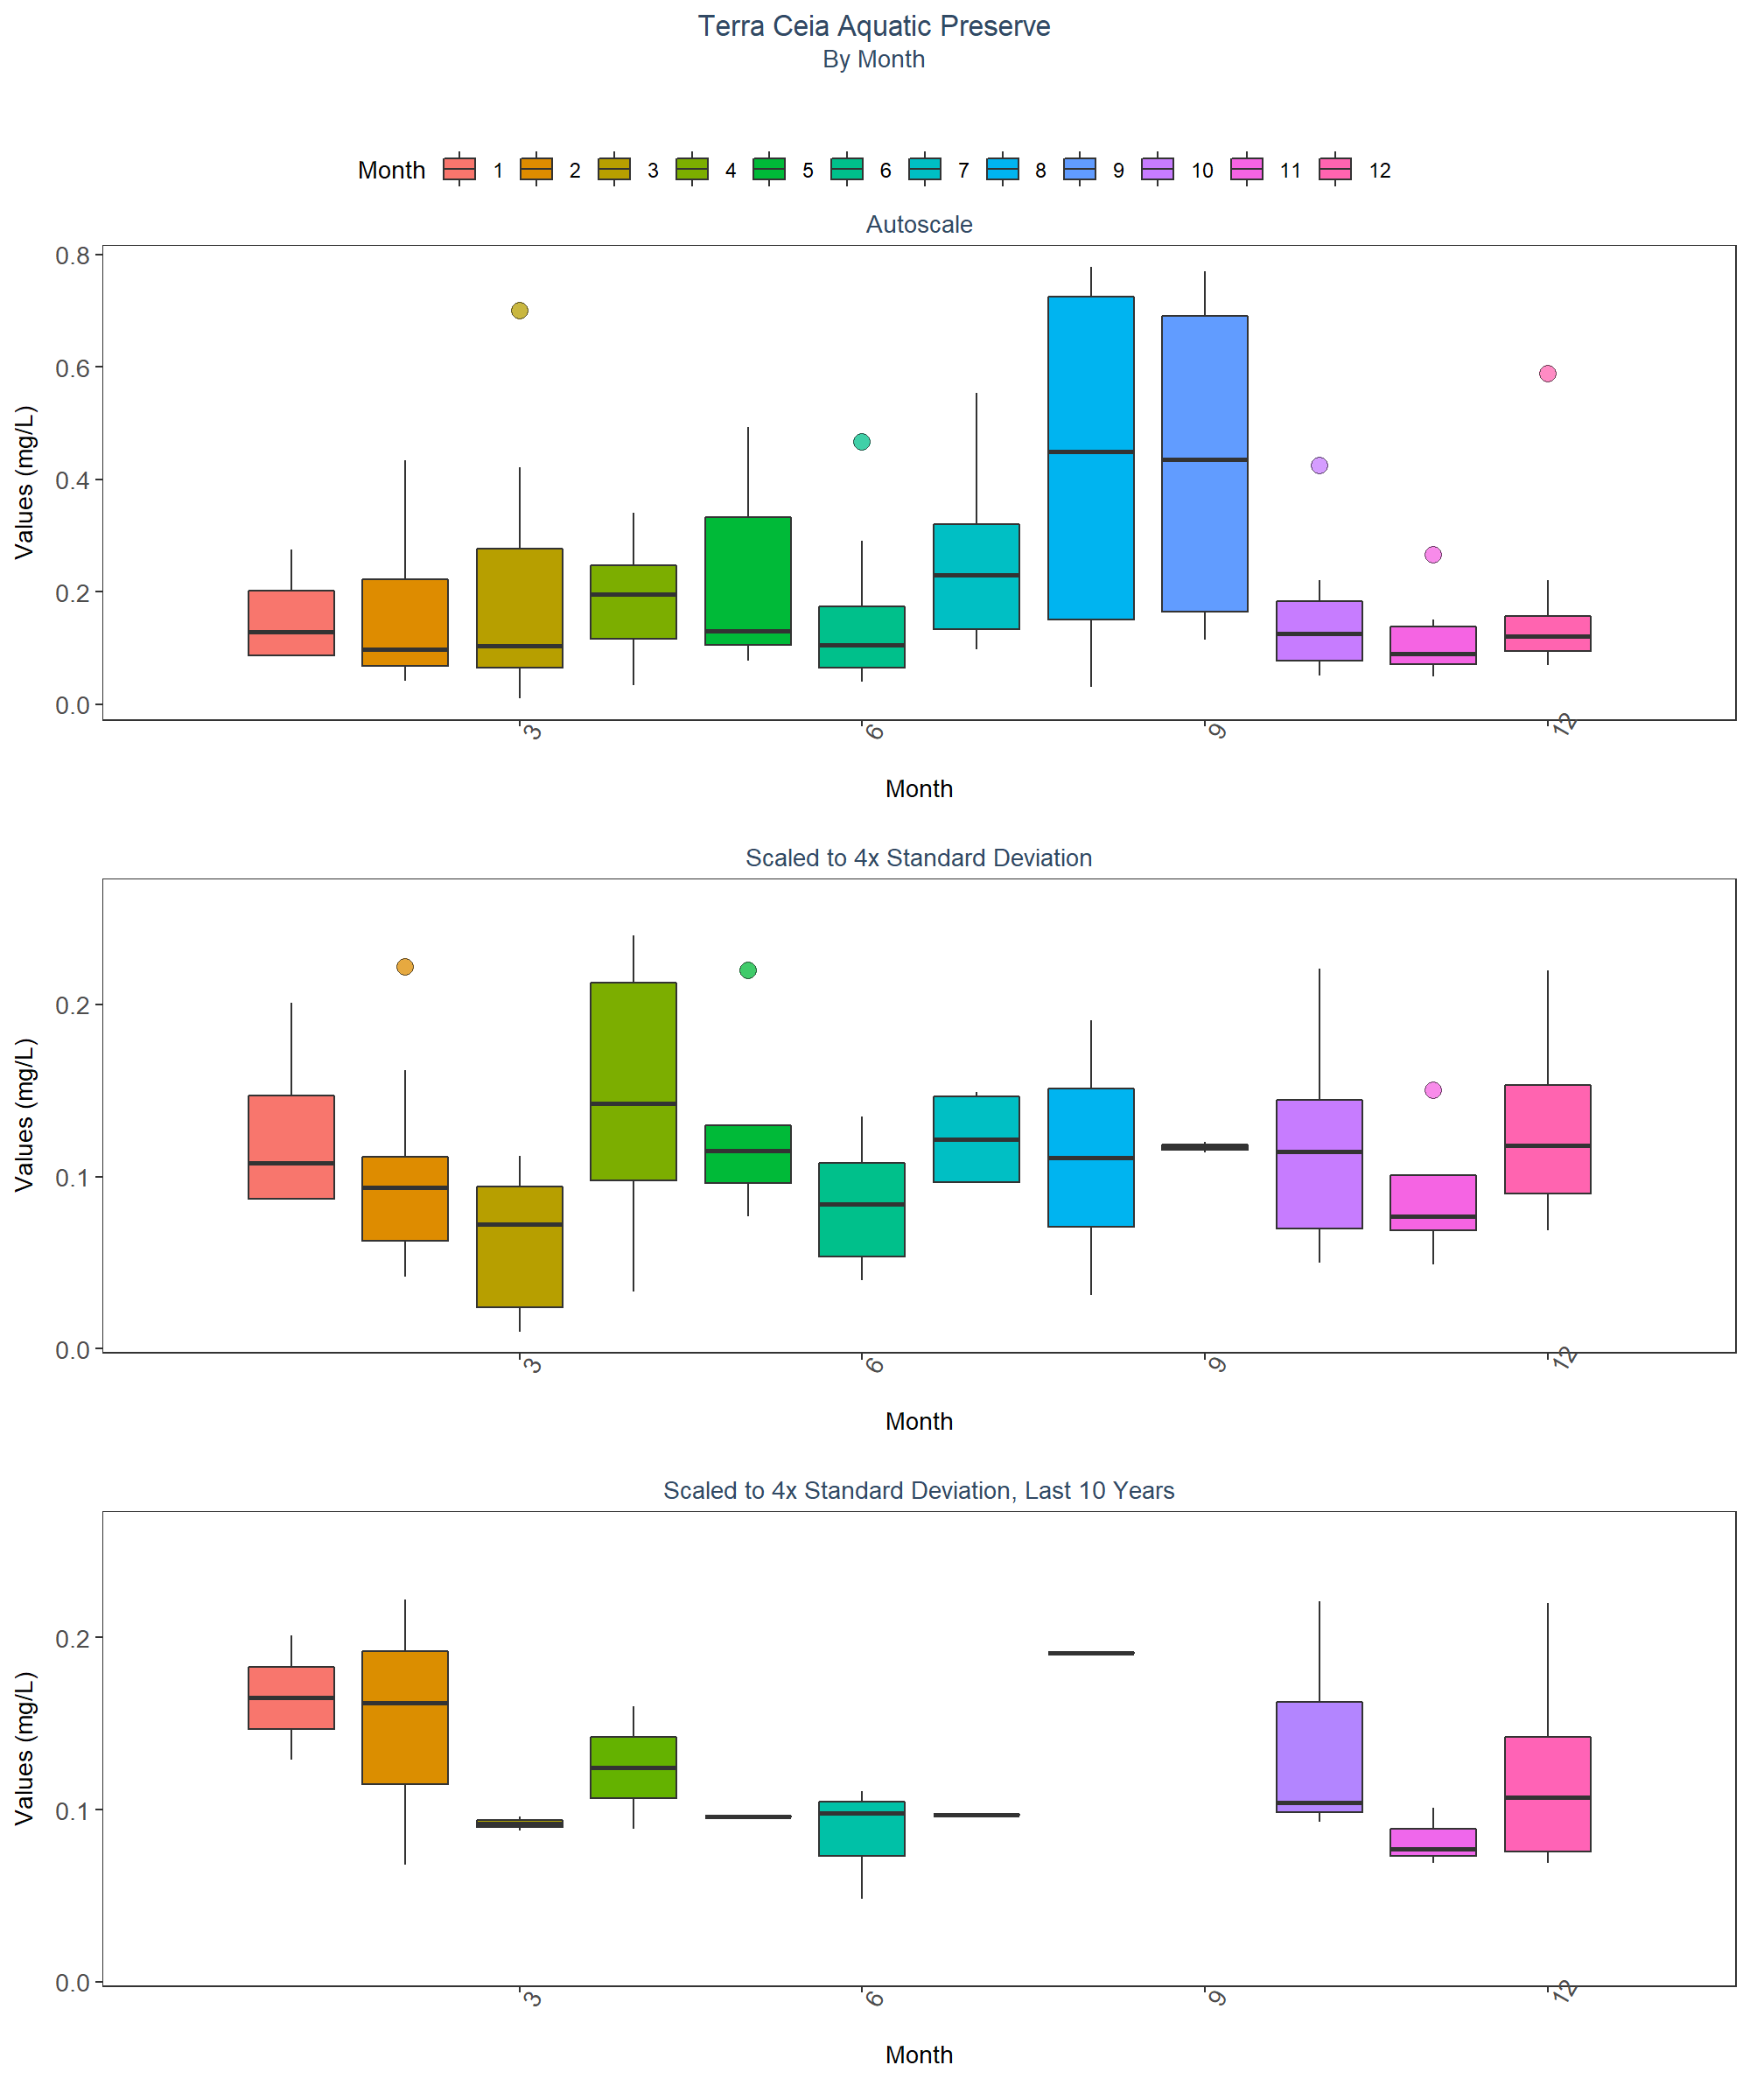 Terra Ceia Aquatic Preserve
By Month
Month 1 2 3 4 5 6 7 8 9 10 11 12
Autoscale
Values (mg/L)
0.8
0.6
0.4
0.2
0.0
3 6 9 12
Month
Scaled to 4x Standard Deviation
Values (mg/L)
0.2
0.1
0.0
3 6 9 12
Month
Scaled to 4x Standard Deviation, Last 10 Years
Values (mg/L)
0.2
0.1
0.0
3 6 9 12
Month